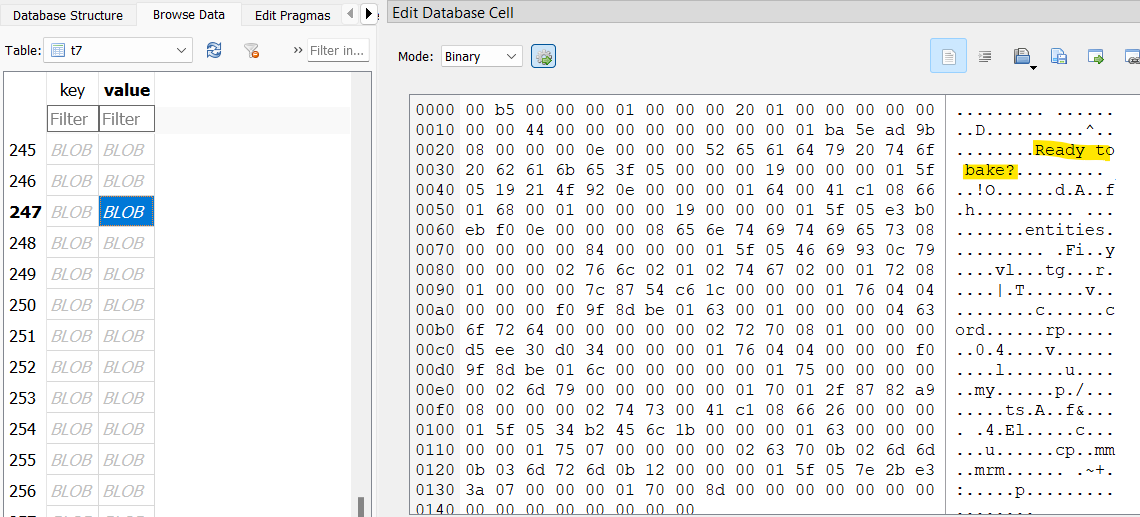 Database Structure Browse Data Edit Pragmas
Table: t7 Filter in...
key value
Filter Filter
245 BLOB BLOB
246 BLOB BLOB
247 BLOB BLOB
248 BLOB BLOB
249 BLOB BLOB
250 BLOB BLOB
251 BLOB BLOB
252 BLOB BLOB
253 BLOB BLOB
254 BLOB BLOB
255 BLOB BLOB
256 BLOB BLOB
Edit Database Cell
Mode: Binary
0000 00 b5 00 00 00 01 00 00 00 20 01 00 00 00 00 00 ......... ......
0010 00 00 44 00 00 00 00 00 00 00 00 01 ba 5e ad 9b ..D..........^..
0020 08 00 00 00 0e 00 00 00 52 65 61 64 79 20 74 6f ........Ready to
0030 20 62 61 6b 65 3f 05 00 00 00 19 00 00 00 01 5f bake?.........
0040 05 19 21 4f 92 0e 00 00 00 01 64 00 41 c1 08 66 ..!O......d.A..f
0050 01 68 00 01 00 00 00 19 00 00 00 01 5f 05 e3 b0 .h.......... ...
0060 eb f0 0e 00 00 00 08 65 6e 74 69 74 69 65 73 08 .......entities.
0070 00 00 00 00 84 00 00 00 01 5f 05 46 69 93 0c 79 ......... .Fi..y
0080 00 00 00 02 76 6c 02 01 02 74 67 02 00 01 72 08 ....vl...tg...r.
0090 01 00 00 00 7c 87 54 c6 1c 00 00 00 01 76 04 04 ....|.T......v..
00a0 00 00 00 f0 9f 8d be 01 63 00 01 00 00 00 04 63 ........c......c
00b0 6f 72 64 00 00 00 00 00 02 72 70 08 01 00 00 00 ord......rp.....
00c0 d5 ee 30 d0 34 00 00 00 01 76 04 04 00 00 00 f0 ..0.4....v......
00d0 9f 8d be 01 6c 00 00 00 00 00 01 75 00 00 00 00 ....l......u....
00e0 00 02 6d 79 00 00 00 00 00 01 70 01 2f 87 82 a9 ..my......p./...
00f0 08 00 00 00 02 74 73 00 41 c1 08 66 26 00 00 00 .....ts.A..f&...
0100 01 5f 05 34 b2 45 6c 1b 00 00 00 01 63 00 00 00 . .4.El.....c...
0110 00 00 01 75 07 00 00 00 00 02 63 70 0b 02 6d 6d ...u......cp..mm
0120 0b 03 6d 72 6d 0b 12 00 00 00 01 5f 05 7e 2b e3 ..mrm...... .~+.
0130 3a 07 00 00 00 01 70 00 8d 00 00 00 00 00 00 00 :.....p.........
0140 00 00 00 00 00 00 00 00 ........